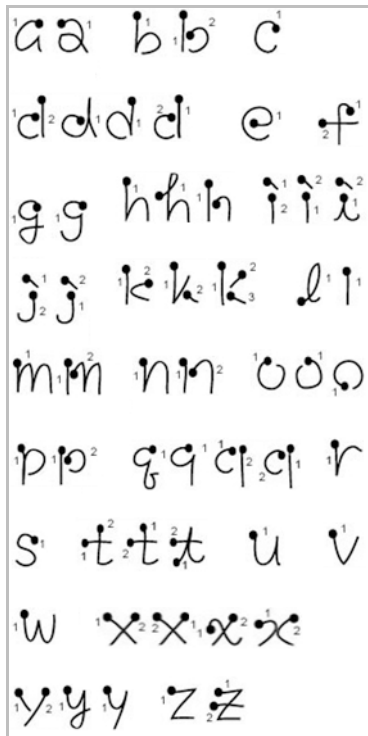 a a b b c
d d d d e f
g g h h h i i i
j j k k k l l
m m n n o o o
p p q q q q r
s t t t u v
w x x x x
y y y z z